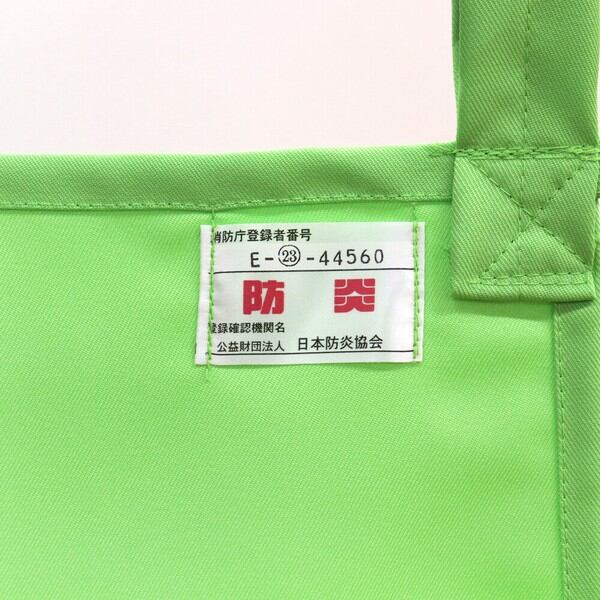 消防庁登録者番号
E-㉓-44560
防炎
登録確認機関名
公益財団法人 日本防炎協会